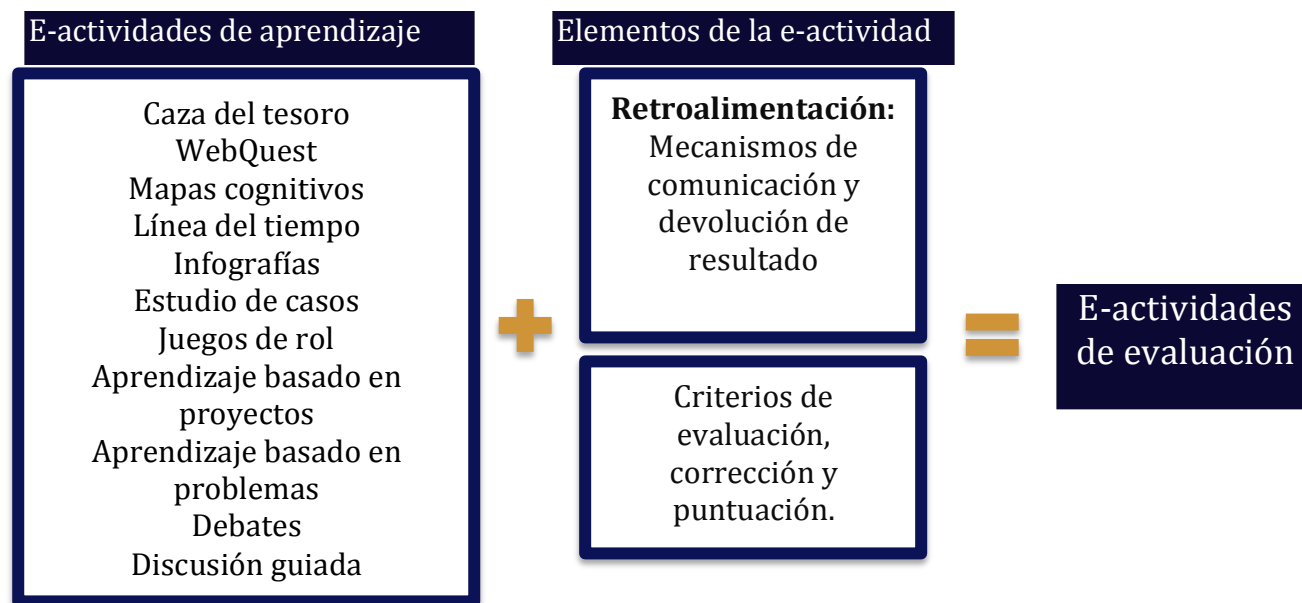 E-actividades de aprendizaje
Caza del tesoro
WebQuest
Mapas cognitivos
Línea del tiempo
Infografías
Estudio de casos
Juegos de rol
Aprendizaje basado en
proyectos
Aprendizaje basado en
problemas
Debates
Discusión guiada
Elementos de la e-actividad
Retroalimentación:
Mecanismos de
comunicación y
devolución de
resultado
Criterios de
evaluación,
corrección y
puntuación.
E-actividades
de evaluación